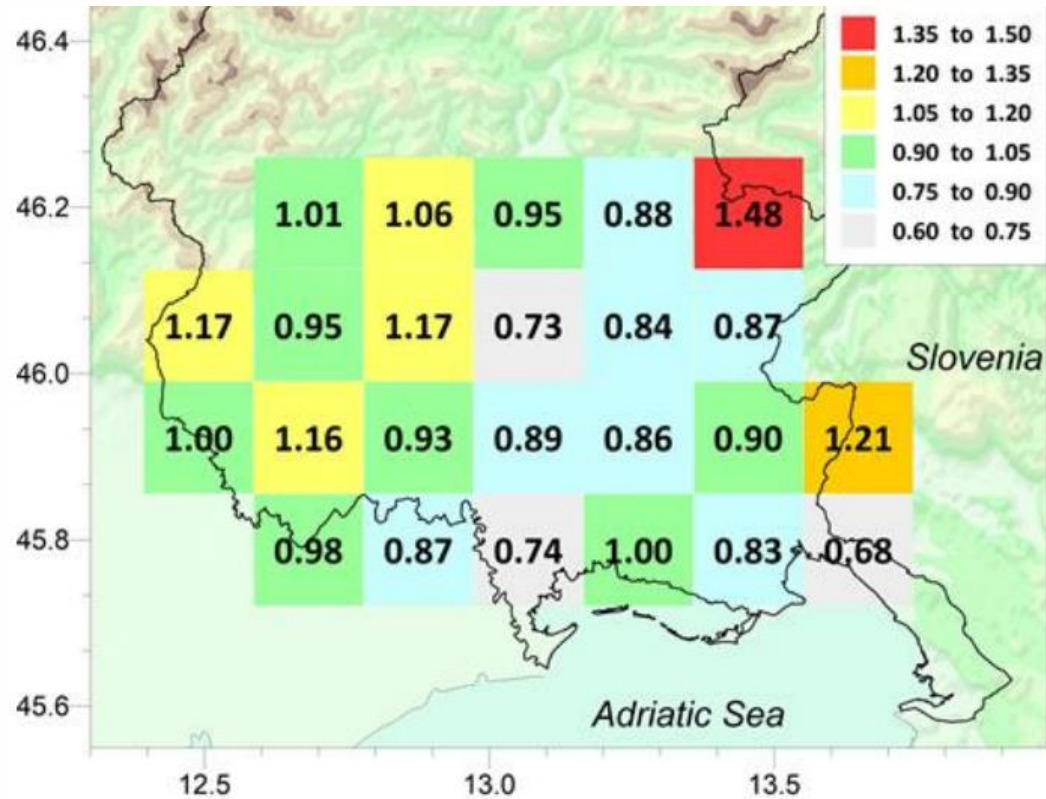 46.4
1.35 to 1.50
1.20 to 1.35
1.05 to 1.20
0.90 to 1.05
0.75 to 0.90
0.60 to 0.75
46.2
1.01 1.06 0.95 0.88 1.48
1.17 0.95 1.17 0.73 0.84 0.87
Slovenia
46.0
1.00 1.16 0.93 0.89 0.86 0.90 1.21
45.8
0.98 0.87 0.74 1.00 0.83 0.68
45.6
Adriatic Sea
12.5 13.0 13.5